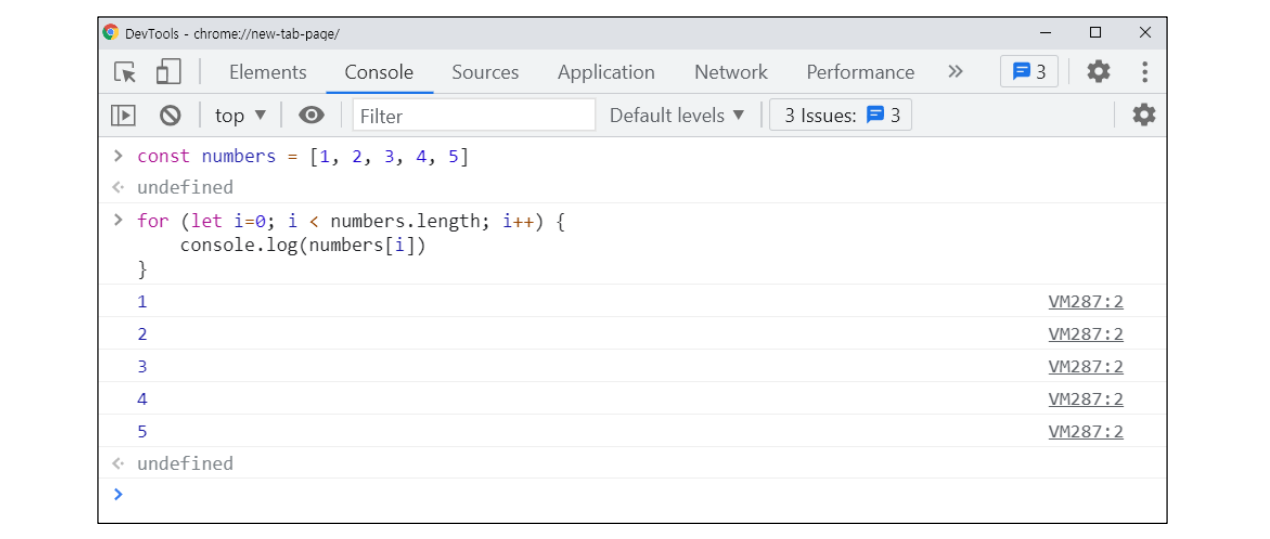 DevTools - chrome://new-tab-page/
Elements Console Sources Application Network Performance 3
top Filter Default levels 3 Issues: 3
const numbers = [1, 2, 3, 4, 5]
undefined
for (let i=0; i < numbers.length; i++) {
console.log(numbers[i])
}
1 VM287:2
2 VM287:2
3 VM287:2
4 VM287:2
5 VM287:2
undefined